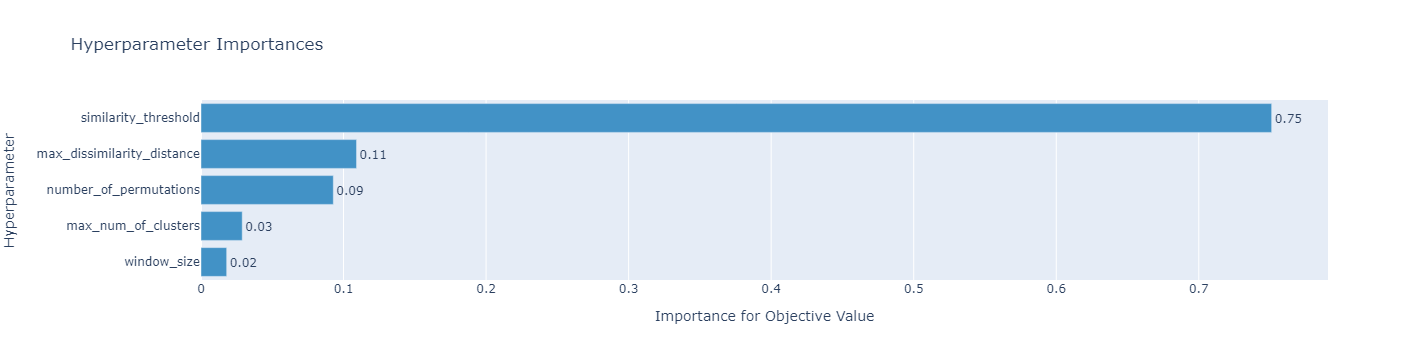 Hyperparameter Importances
Hyperparameter
similarity_threshold
0.75
max_dissimilarity_distance
0.11
number_of_permutations
0.09
max_num_of_clusters
0.03
window_size
0.02
0 0.1 0.2 0.3 0.4 0.5 0.6 0.7
Importance for Objective Value